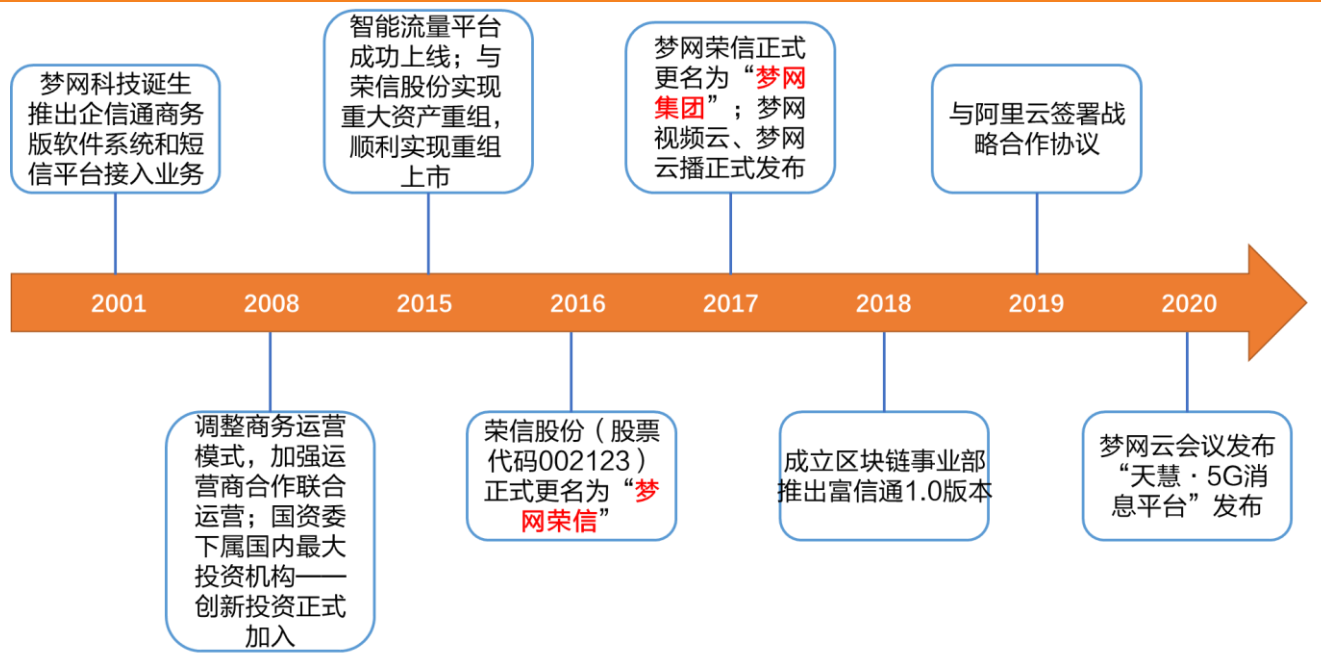 梦网科技诞生
推出企信通商务
版软件系统和短
信平台接入业务
智能流量平台
成功上线；与
荣信股份实现
重大资产重组，
顺利实现重组
上市
梦网荣信正式
更名为“梦网
集团”；梦网
视频云、梦网
云播正式发布
与阿里云签署战
略合作协议
2001 2008 2015 2016 2017 2018 2019 2020
调整商务运营
模式，加强运
营商合作联合
运营；国资委
下属国内最大
投资机构——
创新投资正式
加入
荣信股份（股票
代码002123）
正式更名为“梦
网荣信”
成立区块链事业部
推出富信通1.0版本
梦网云会议发布
“天慧·5G消
息平台”发布